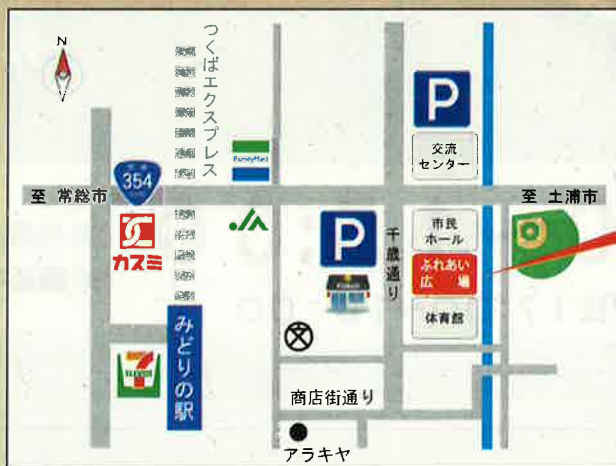 N
つくばエクスプレス
P
交流
センター
FamilyMart
354
至 常総市
至 土浦市
カスミ
JA
P
千歳通り
市民
ホール
ふれあい
広 場
体育館
みどりの駅
7
ELEVEN
商店街通り
アラキヤ